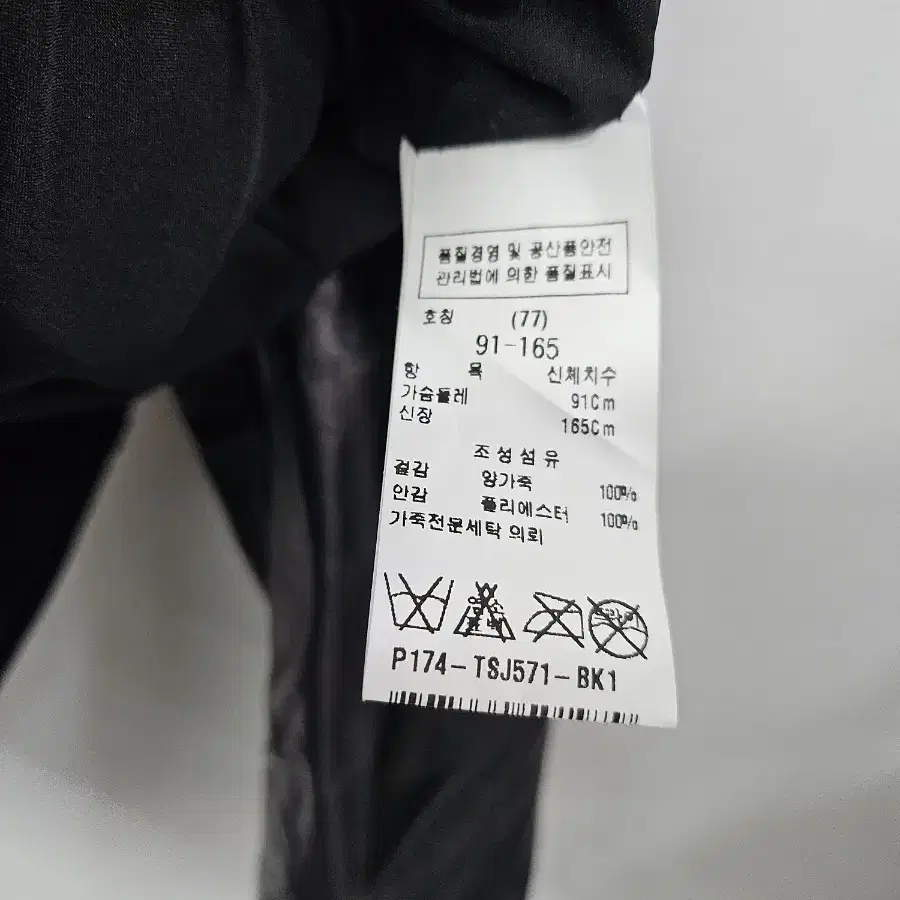 품질경영 및 공산품안전
관리법에 의한 품질표시
호칭 (77)
91-165
항 목 신체치수
가슴둘레 91Cm
신장 165Cm
조성섬유
겉감 양가죽 100%
안감 폴리에스터 100%
가죽전문세탁 의뢰
P174-TSJ571-BK1